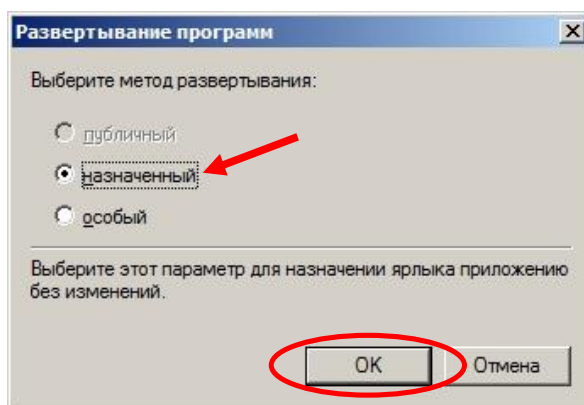 Развертывание программ
Выберите метод развертывания:
публичный
назначенный
особый
Выберите этот параметр для назначении ярлыка приложению
без изменений.
OK Отмена